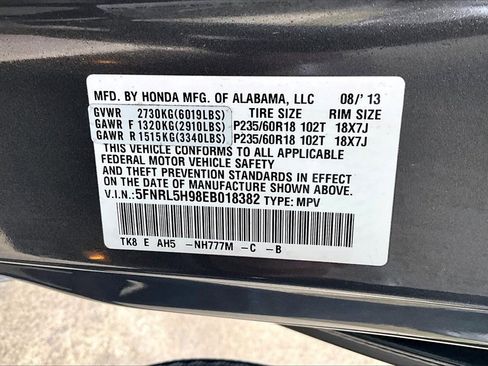 MFD. BY HONDA MFG. OF ALABAMA, LLC 08/'13
GVWR 2730KG(6019LBS) TIRE SIZE RIM SIZE
GAWR F 1320KG(2910LBS) P235/60R18 102T 18X7J
GAWR R 1515KG(3340LBS) P235/60R18 102T 18X7J
THIS VEHICLE CONFORMS TO ALL APPLICABLE
FEDERAL MOTOR VEHICLE SAFETY
AND THEFT PREVENTION STANDARDS IN EFFECT
ON THE DATE OF MANUFACTURE SHOWN ABOVE.
V.I.N.:5FNRL5H98EB018382 TYPE: MPV
TK8 E AH5 -NH777M -C -B